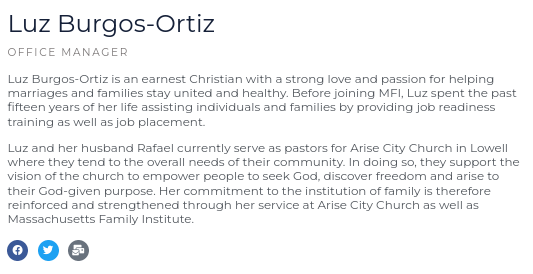 Luz Burgos-Ortiz
OFFICE MANAGER
Luz Burgos-Ortiz is an earnest Christian with a strong love and passion for helping
marriages and families stay united and healthy. Before joining MFI, Luz spent the past
fifteen years of her life assisting individuals and families by providing job readiness
training as well as job placement.
Luz and her husband Rafael currently serve as pastors for Arise City Church in Lowell
where they tend to the overall needs of their community. In doing so, they support the
vision of the church to empower people to seek God, discover freedom and arise to
their God-given purpose. Her commitment to the institution of family is therefore
reinforced and strengthened through her service at Arise City Church as well as
Massachusetts Family Institute.